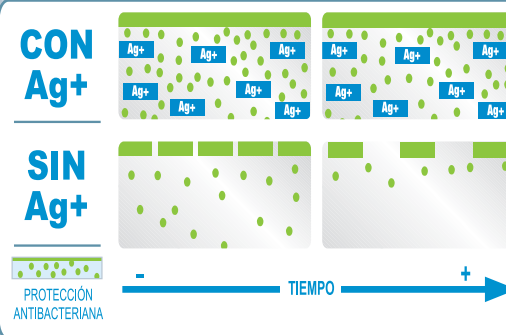 CON
Ag+
Ag+ Ag+ Ag+
Ag+ Ag+
Ag+ Ag+
Ag+ Ag+ Ag+
Ag+ Ag+
Ag+ Ag+
SIN
Ag+
- TIEMPO +
PROTECCIÓN
ANTIBACTERIANA